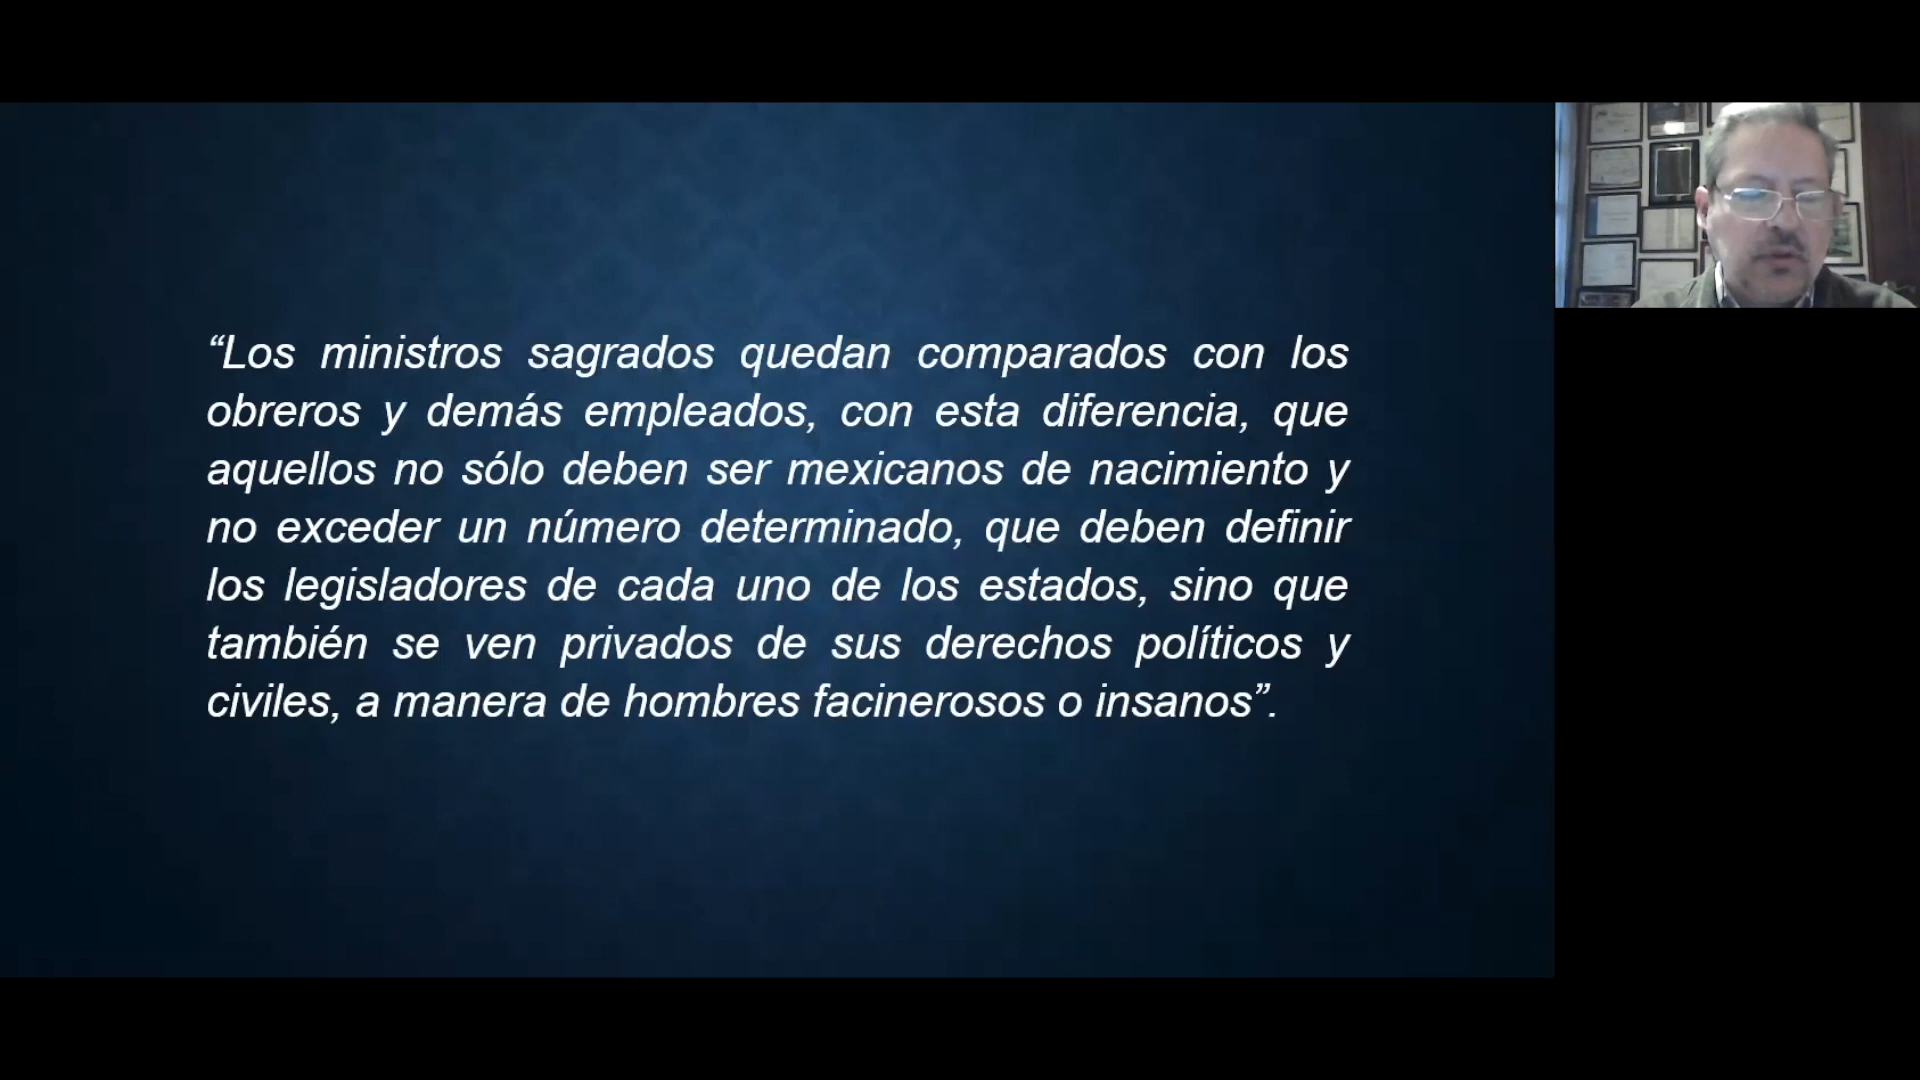 “Los ministros sagrados quedan comparados con los
obreros y demás empleados, con esta diferencia, que
aquellos no sólo deben ser mexicanos de nacimiento y
no exceder un número determinado, que deben definir
los legisladores de cada uno de los estados, sino que
también se ven privados de sus derechos políticos y
civiles, a manera de hombres facinerosos o insanos”.